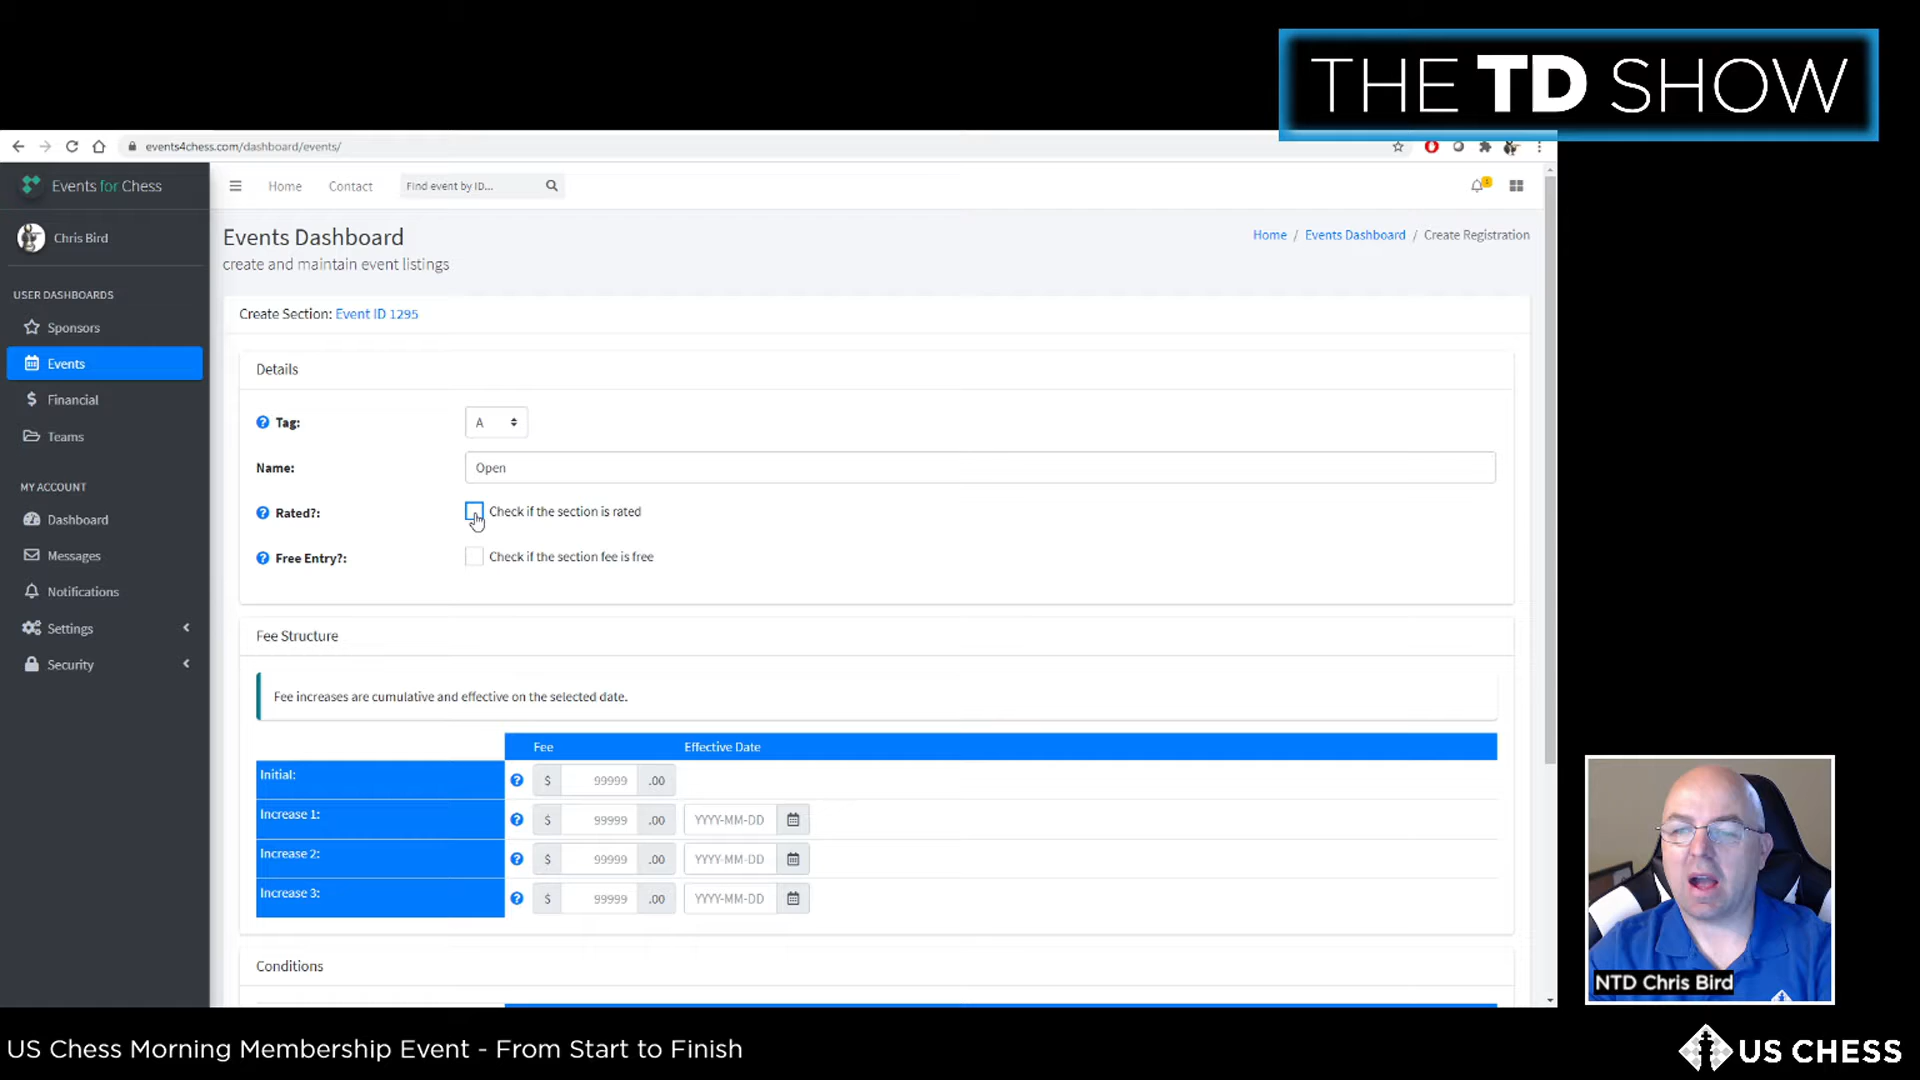 THE TD SHOW
events4chess.com/dashboard/events/
Events for Chess
Home
Contact
Find event by ID...
Chris Bird
Events Dashboard
create and maintain event listings
Home / Events Dashboard / Create Registration
USER DASHBOARDS
Sponsors
Events
Financial
Teams
MY ACCOUNT
Dashboard
Messages
Notifications
Settings
Security
Create Section: Event ID 1295
Details
Tag:
A
Name:
Open
Rated?:
Check if the section is rated
Free Entry?:
Check if the section fee is free
Fee Structure
Fee increases are cumulative and effective on the selected date.
Fee Effective Date
Initial:
$ 99999 .00
Increase 1:
$ 99999 .00 YYYY-MM-DD
Increase 2:
$ 99999 .00 YYYY-MM-DD
Increase 3:
$ 99999 .00 YYYY-MM-DD
Conditions
NTD Chris Bird
US Chess Morning Membership Event - From Start to Finish
US CHESS